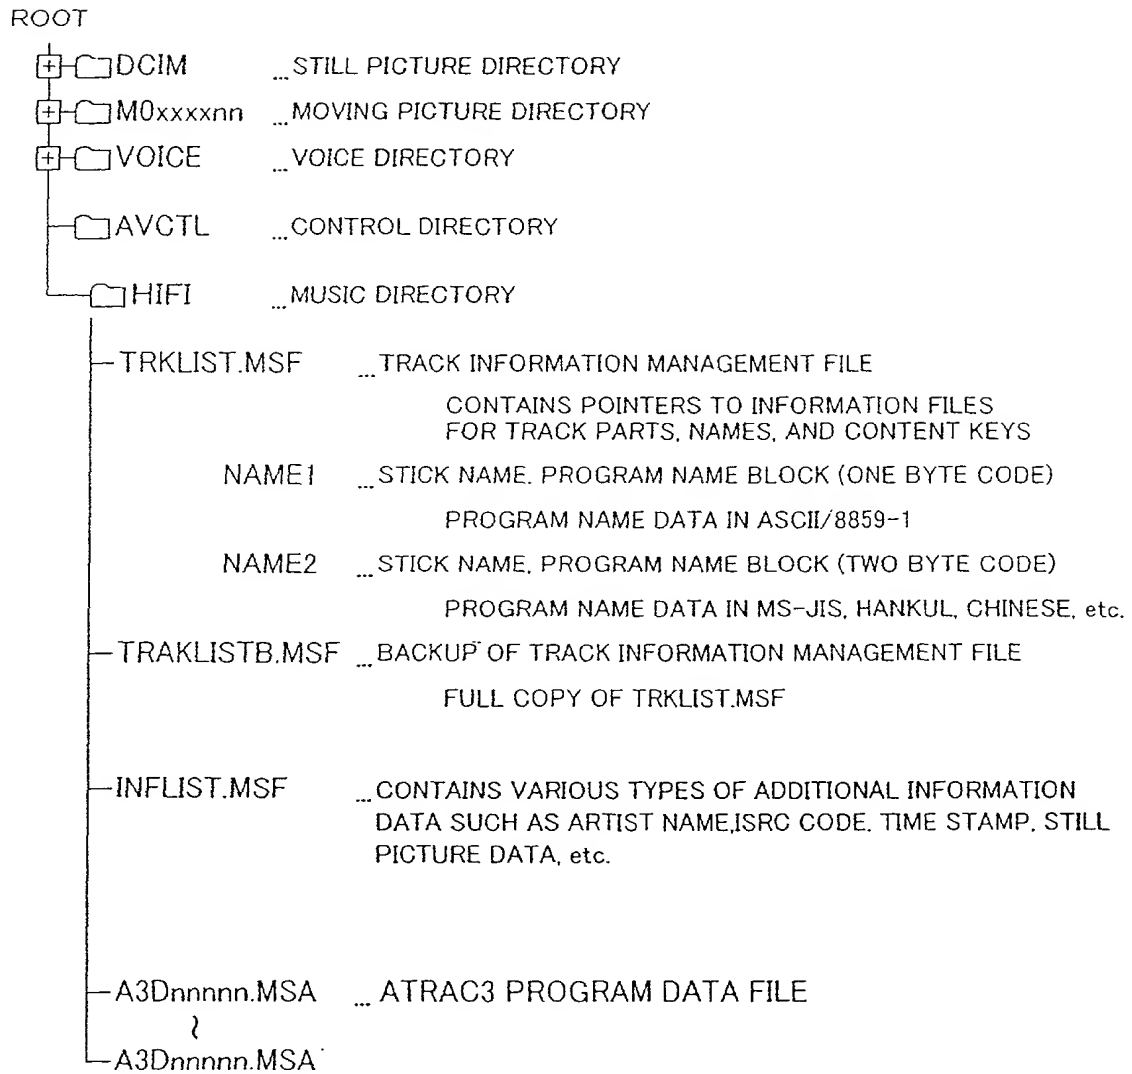 ROOT
DCIM ... STILL PICTURE DIRECTORY
M0xxxxnn ... MOVING PICTURE DIRECTORY
VOICE ... VOICE DIRECTORY
AVCTL ... CONTROL DIRECTORY
HIFI ... MUSIC DIRECTORY
TRKLIST.MSF ... TRACK INFORMATION MANAGEMENT FILE
CONTAINS POINTERS TO INFORMATION FILES
FOR TRACK PARTS, NAMES, AND CONTENT KEYS
NAME1 ... STICK NAME. PROGRAM NAME BLOCK (ONE BYTE CODE)
PROGRAM NAME DATA IN ASCII/8859-1
NAME2 ... STICK NAME, PROGRAM NAME BLOCK (TWO BYTE CODE)
PROGRAM NAME DATA IN MS-JIS, HANKUL, CHINESE, etc.
TRAKLISTB.MSF ... BACKUP OF TRACK INFORMATION MANAGEMENT FILE
FULL COPY OF TRKLIST.MSF
INFLIST.MSF ... CONTAINS VARIOUS TYPES OF ADDITIONAL INFORMATION
DATA SUCH AS ARTIST NAME,ISRC CODE. TIME STAMP, STILL
PICTURE DATA, etc.
A3Dnnnnn.MSA ... ATRAC3 PROGRAM DATA FILE
≀
A3Dnnnnn.MSA